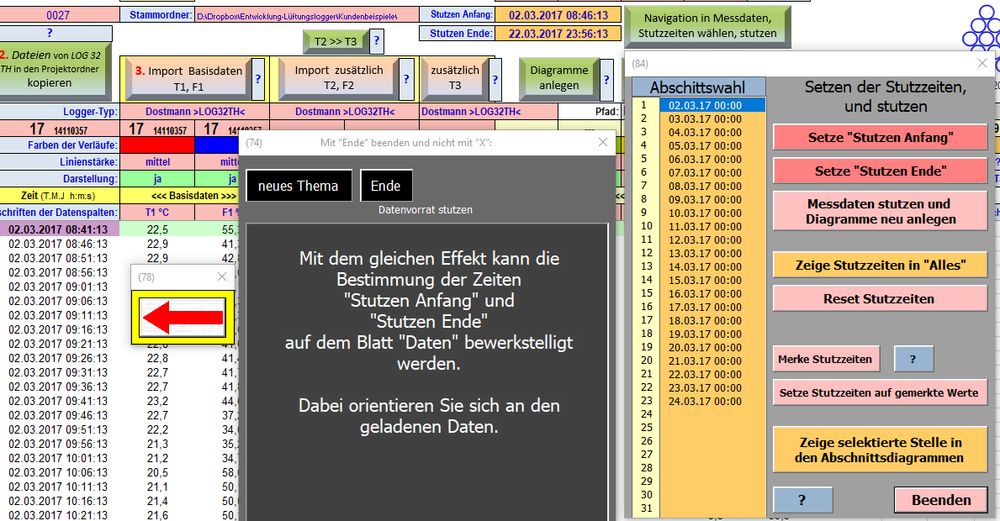 0027
Stammordner:
D:\Dropbox\Entwicklung-Lüftungslogger\Kundenbeispiele\
Stutzen Anfang:
02.03.2017 08:46:13
?
Stutzen Ende:
22.03.2017 23:56:13
Navigation in Messdaten,
Stutzzeiten wählen, stutzen
2. Dateien von LOG 32
TH in den Projektordner
kopieren
T2 >> T3
?
3. Import Basisdaten
T1, F1
?
Import zusätzlich
T2, F2
?
zusätzlich
T3
?
Diagramme
anlegen
?
Logger-Typ:
Dostmann >LOG32TH<
Dostmann >LOG32TH<
Dostmann >LOG32TH<
Pfad:
17 14110357
17 14110357
17
Farben der Verläufe:
Linienstärke:
mittel
Darstellung:
ja
ja
Zeit (T.M.J h:m:s)
<<< Basisdaten >>>
schriften der Datenspalten:
T1 °C
F1
02.03.2017 08:41:13 22,5 55,
02.03.2017 08:46:13 22,9 41,
02.03.2017 08:51:13 22,9 42,
02.03.2017 08:56:13
02.03.2017 09:01:13
02.03.2017 09:06:13
02.03.2017 09:11:13
02.03.2017 09:16:13
02.03.2017 09:21:13
02.03.2017 09:26:13 22,8 41,
02.03.2017 09:31:13 22,7 41,
02.03.2017 09:36:13 22,7 41,
02.03.2017 09:41:13 23,2 44,
02.03.2017 09:46:13 22,7 37,
02.03.2017 09:51:13 22,2 34,
02.03.2017 09:56:13 21,3 35,
02.03.2017 10:01:13 21,2 34,
02.03.2017 10:06:13 20,5 58,
02.03.2017 10:11:13 21,1 50,
02.03.2017 10:16:13 21,4 50,
02.03.2017 10:21:13 21,6 50,
(78)
(74)
Mit "Ende" beenden und nicht mit "X":
neues Thema
Ende
Datenvorrat stutzen
Mit dem gleichen Effekt kann die
Bestimmung der Zeiten
"Stutzen Anfang" und
"Stutzen Ende"
auf dem Blatt "Daten" bewerkstelligt
werden.
Dabei orientieren Sie sich an den
geladenen Daten.
(84)
Abschittswahl
1 02.03.17 00:00
2 03.03.17 00:00
3 04.03.17 00:00
4 05.03.17 00:00
5 06.03.17 00:00
6 07.03.17 00:00
7 08.03.17 00:00
8 09.03.17 00:00
9 10.03.17 00:00
10 11.03.17 00:00
11 12.03.17 00:00
12 13.03.17 00:00
13 14.03.17 00:00
14 15.03.17 00:00
15 16.03.17 00:00
16 17.03.17 00:00
17 18.03.17 00:00
18 19.03.17 00:00
19 20.03.17 00:00
20 21.03.17 00:00
21 22.03.17 00:00
22 23.03.17 00:00
23 24.03.17 00:00
24
25
26
27
28
29
30
31
Setzen der Stutzzeiten,
und stutzen
Setze "Stutzen Anfang"
Setze "Stutzen Ende"
Messdaten stutzen und
Diagramme neu anlegen
Zeige Stutzzeiten in "Alles"
Reset Stutzzeiten
Merke Stutzzeiten
?
Setze Stutzzeiten auf gemerkte Werte
Zeige selektierte Stelle in
den Abschnittsdiagrammen
?
Beenden